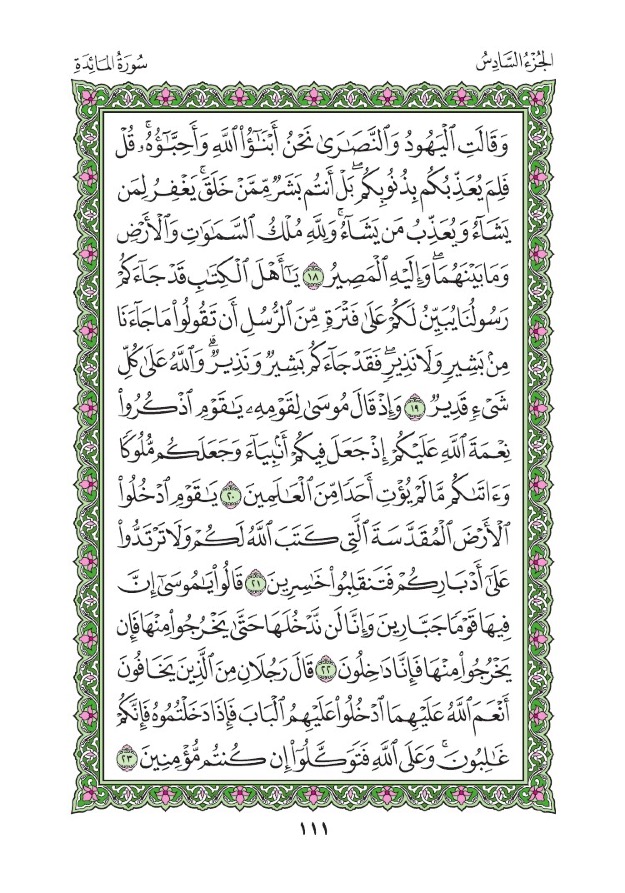 الجُزْءُ السَّادِسُ
سُورَةُ المَائِدَةِ
وَقَالَتِ ٱلْيَهُودُ وَٱلنَّصَٰرَىٰ نَحْنُ أَبْنَٰٓؤُا۟ ٱللَّهِ وَأَحِبَّٰٓؤُهُۥۚ قُلْ
فَلِمَ يُعَذِّبُكُم بِذُنُوبِكُمۖ بَلْ أَنتُم بَشَرٌ مِّمَّنْ خَلَقَۚ يَغْفِرُ لِمَن
يَشَآءُ وَيُعَذِّبُ مَن يَشَآءُۚ وَلِلَّهِ مُلْكُ ٱلسَّمَٰوَٰتِ وَٱلْأَرْضِ
وَمَا بَيْنَهُمَاۖ وَإِلَيْهِ ٱلْمَصِيرُ ١٨ يَٰٓأَهْلَ ٱلْكِتَٰبِ قَدْ جَآءَكُمْ
رَسُولُنَا يُبَيِّنُ لَكُمْ عَلَىٰ فَتْرَةٍ مِّنَ ٱلرُّسُلِ أَن تَقُولُوا۟ مَا جَآءَنَا
مِنۢ بَشِيرٍ وَلَا نَذِيرٍۖ فَقَدْ جَآءَكُم بَشِيرٌ وَنَذِيرٌۗ وَٱللَّهُ عَلَىٰ كُلِّ
شَىْءٍ قَدِيرٌ ١٩ وَإِذْ قَالَ مُوسَىٰ لِقَوْمِهِۦ يَٰقَوْمِ ٱذْكُرُوا۟
نِعْمَةَ ٱللَّهِ عَلَيْكُمْ إِذْ جَعَلَ فِيكُمْ أَنۢبِيَآءَ وَجَعَلَكُم مُّلُوكًا
وَءَاتَىٰكُم مَّا لَمْ يُؤْتِ أَحَدًا مِّنَ ٱلْعَٰلَمِينَ ٢٠ يَٰقَوْمِ ٱدْخُلُوا۟
ٱلْأَرْضَ ٱلْمُقَدَّسَةَ ٱلَّتِى كَتَبَ ٱللَّهُ لَكُمْ وَلَا تَرْتَدُّوا۟
عَلَىٰٓ أَدْبَارِكُمْ فَتَنقَلِبُوا۟ خَٰسِرِينَ ٢١ قَالُوا۟ يَٰمُوسَىٰٓ إِنَّ
فِيهَا قَوْمًا جَبَّارِينَ وَإِنَّا لَن نَّدْخُلَهَا حَتَّىٰ يَخْرُجُوا۟ مِنْهَا فَإِن
يَخْرُجُوا۟ مِنْهَا فَإِنَّا دَٰخِلُونَ ٢٢ قَالَ رَجُلَانِ مِنَ ٱلَّذِينَ يَخَافُونَ
أَنْعَمَ ٱللَّهُ عَلَيْهِمَا ٱدْخُلُوا۟ عَلَيْهِمُ ٱلْبَابَ فَإِذَا دَخَلْتُمُوهُ فَإِنَّكُمْ
غَٰلِبُونَۚ وَعَلَى ٱللَّهِ فَتَوَكَّلُوٓا۟ إِن كُنتُم مُّؤْمِنِينَ ٢٣
١١١